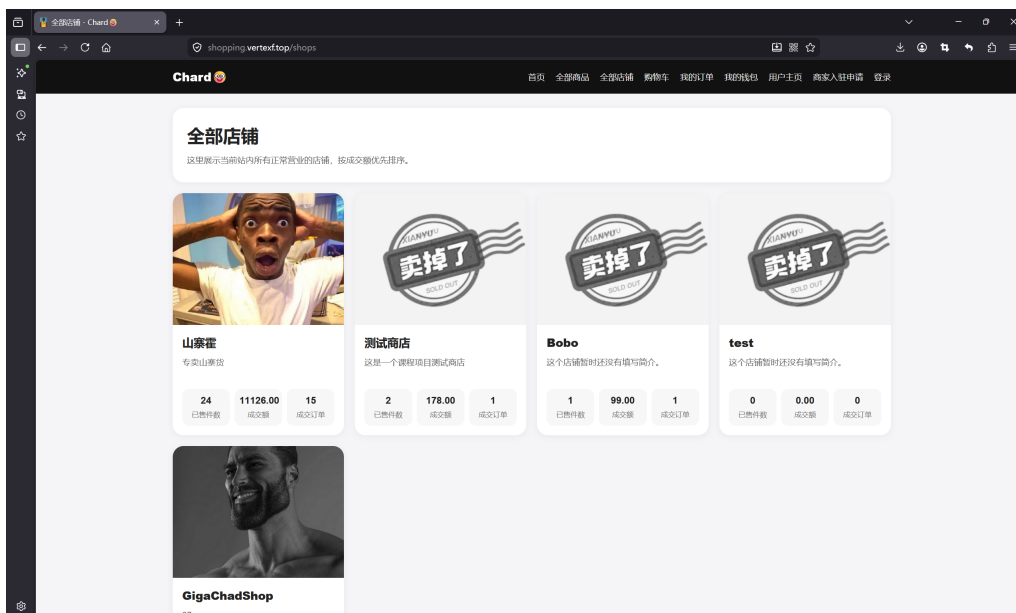 全部店铺 - Chard🤡
shopping.vertexf.top/shops
Chard🤡
首页 全部商品 全部店铺 购物车 我的订单 我的钱包 用户主页 商家入驻申请 登录
全部店铺
这里展示当前站内所有正常营业的店铺，按成交额优先排序。
山寨霍
专卖山寨货
24 11126.00 15
已售件数 成交额 成交订单
XIANYU
卖掉了
SOLD OUT
测试商店
这是一个课程项目测试商店
2 178.00 1
已售件数 成交额 成交订单
XIANYU
卖掉了
SOLD OUT
Bobo
这个店铺暂时还没有填写简介。
1 99.00 1
已售件数 成交额 成交订单
XIANYU
卖掉了
SOLD OUT
test
这个店铺暂时还没有填写简介。
0 0.00 0
已售件数 成交额 成交订单
GigaChadShop